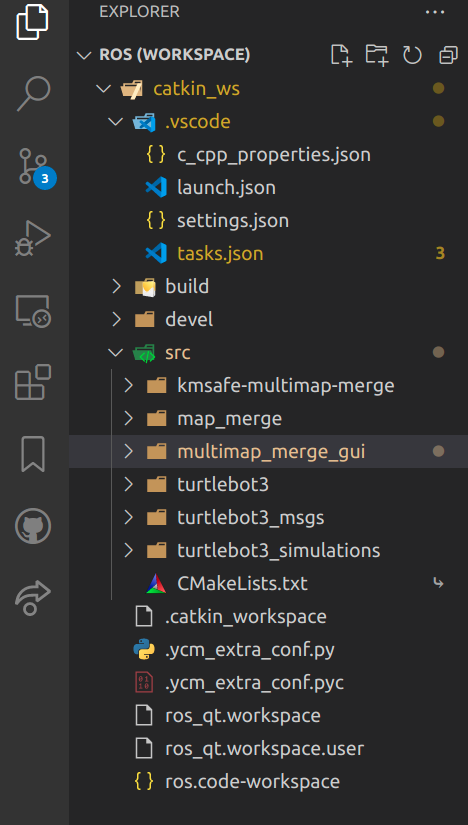 EXPLORER
ROS (WORKSPACE)
catkin_ws
.vscode
{} c_cpp_properties.json
launch.json
{} settings.json
tasks.json 3
build
devel
src
kmsafe-multimap-merge
map_merge
multimap_merge_gui
turtlebot3
turtlebot3_msgs
turtlebot3_simulations
CMakeLists.txt
.catkin_workspace
.ycm_extra_conf.py
.ycm_extra_conf.pyc
ros_qt.workspace
ros_qt.workspace.user
{} ros.code-workspace
3